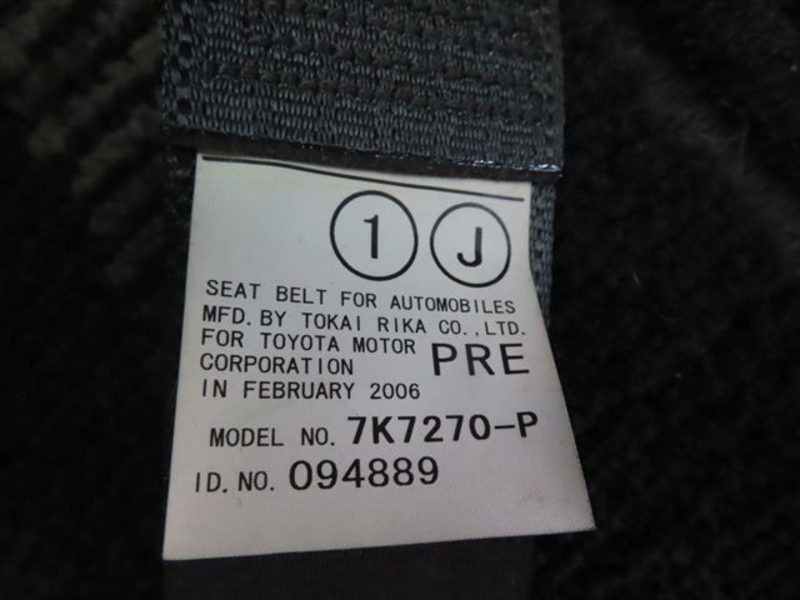 1 J
SEAT BELT FOR AUTOMOBILES
MFD. BY TOKAI RIKA CO., LTD.
FOR TOYOTA MOTOR
CORPORATION PRE
IN FEBRUARY 2006
MODEL NO. 7K7270-P
ID. NO. 094889